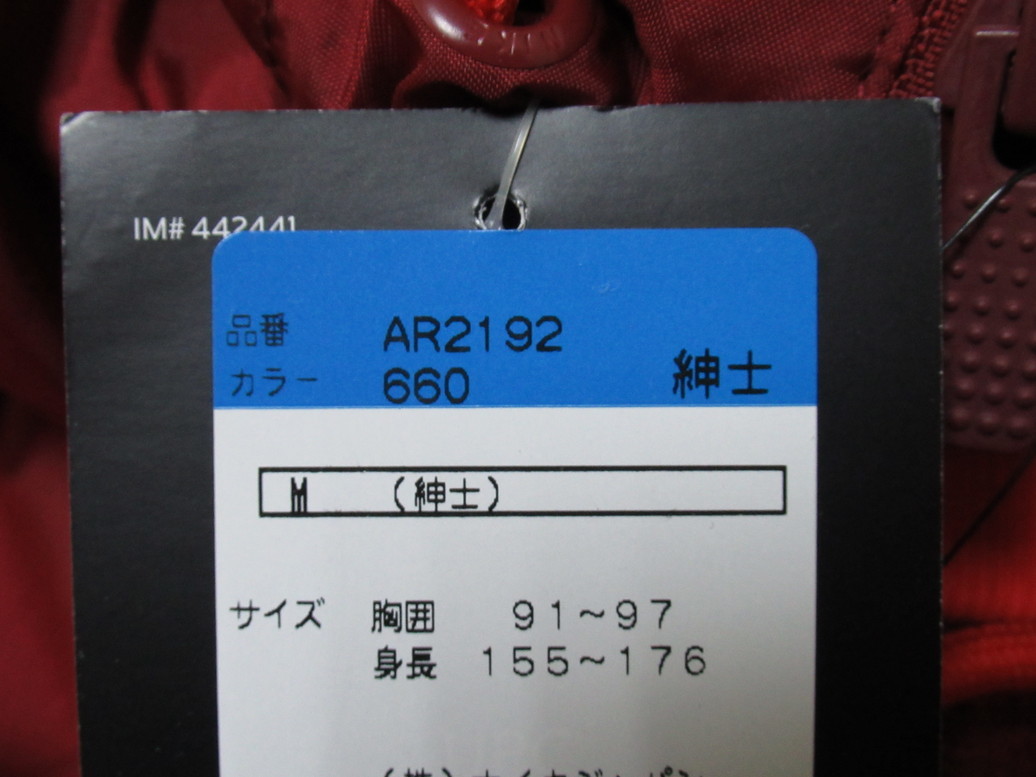 IM# 442441
品番 AR2192
カラー 660 紳士
M （紳士）
サイズ 胸囲 91～97
身長 155～176